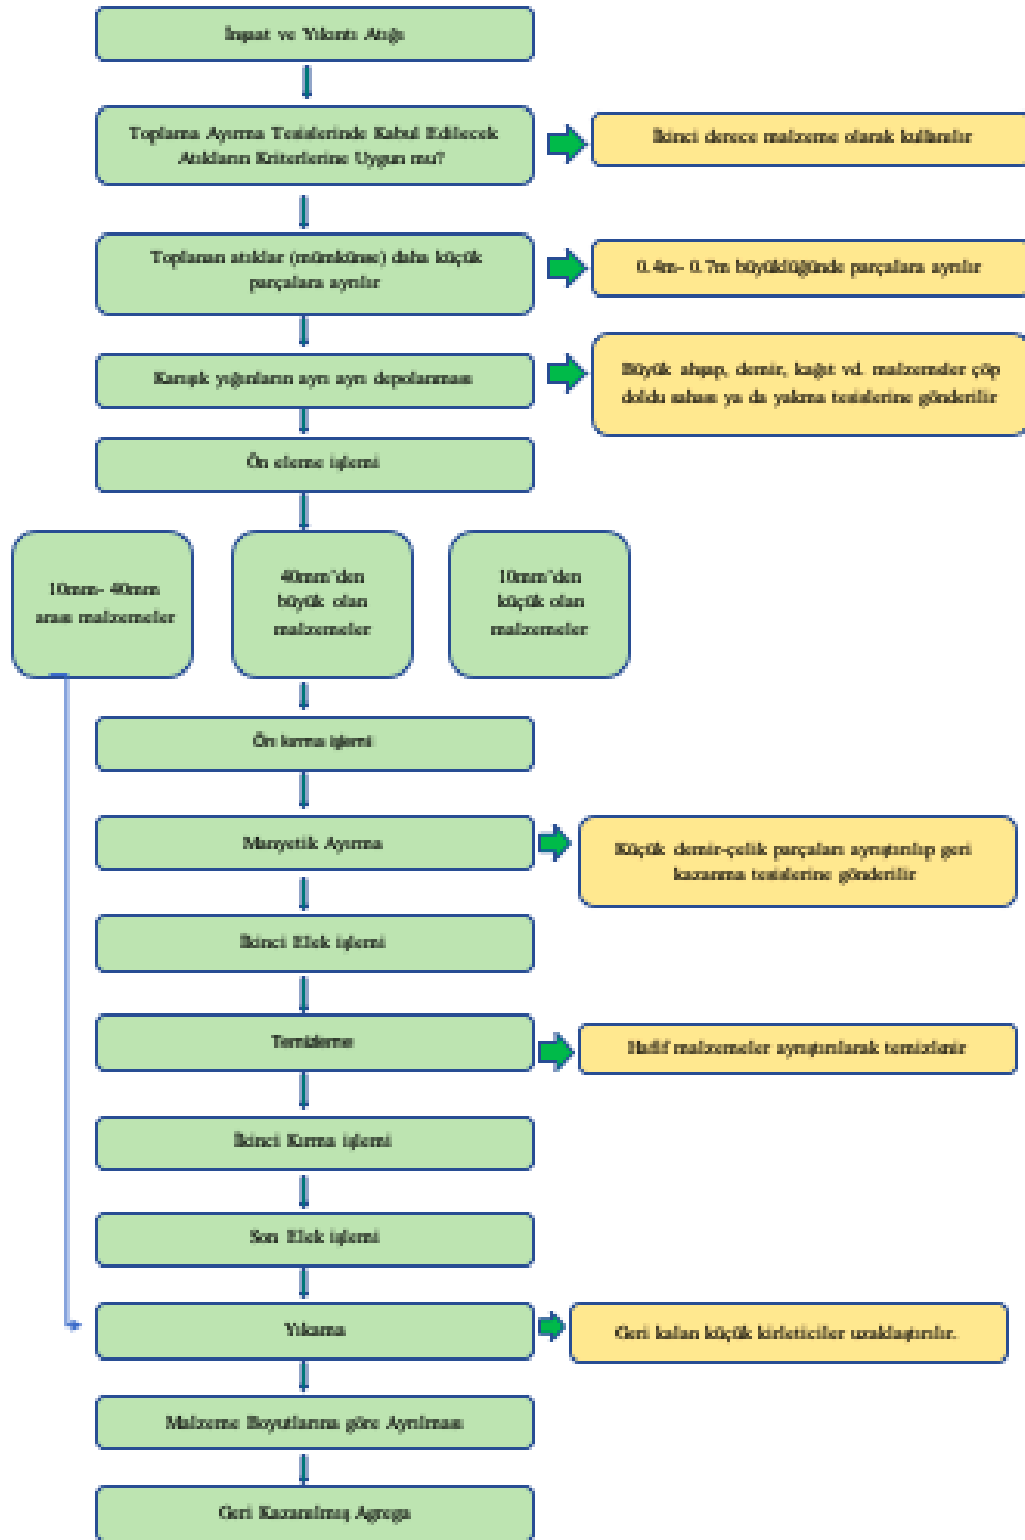 İnşaat ve Yıkıntı Atığı
Toplama Ayırma Tesislerinde Kabul Edilecek
Atıkların Kriterlerine Uygun mu?
İkinci derece malzeme olarak kullanılır
Toplanan atıklar (mümkünse) daha küçük
parçalara ayrılır
0.4m- 0.7m büyüklüğünde parçalara ayrılır
Karışık yığınların ayrı ayrı depolanması
Büyük ahşap, demir, kağıt vd. malzemeler çöp
doldu sahası ya da yakma tesislerine gönderilir
Ön eleme işlemi
10mm- 40mm
arası malzemeler
40mm'den
büyük olan
malzemeler
10mm'den
küçük olan
malzemeler
Ön kırma işlemi
Manyetik Ayırma
Küçük demir-çelik parçaları ayrıştırılıp geri
kazanma tesislerine gönderilir
İkinci Elek işlemi
Temizleme
Hafif malzemeler ayrıştırılarak temizlenir
İkinci Kırma işlemi
Son Elek işlemi
Yıkama
Geri kalan küçük kirleticiler uzaklaştırılır.
Malzeme Boyutlarına göre Ayrılması
Geri Kazanılmış Agrega